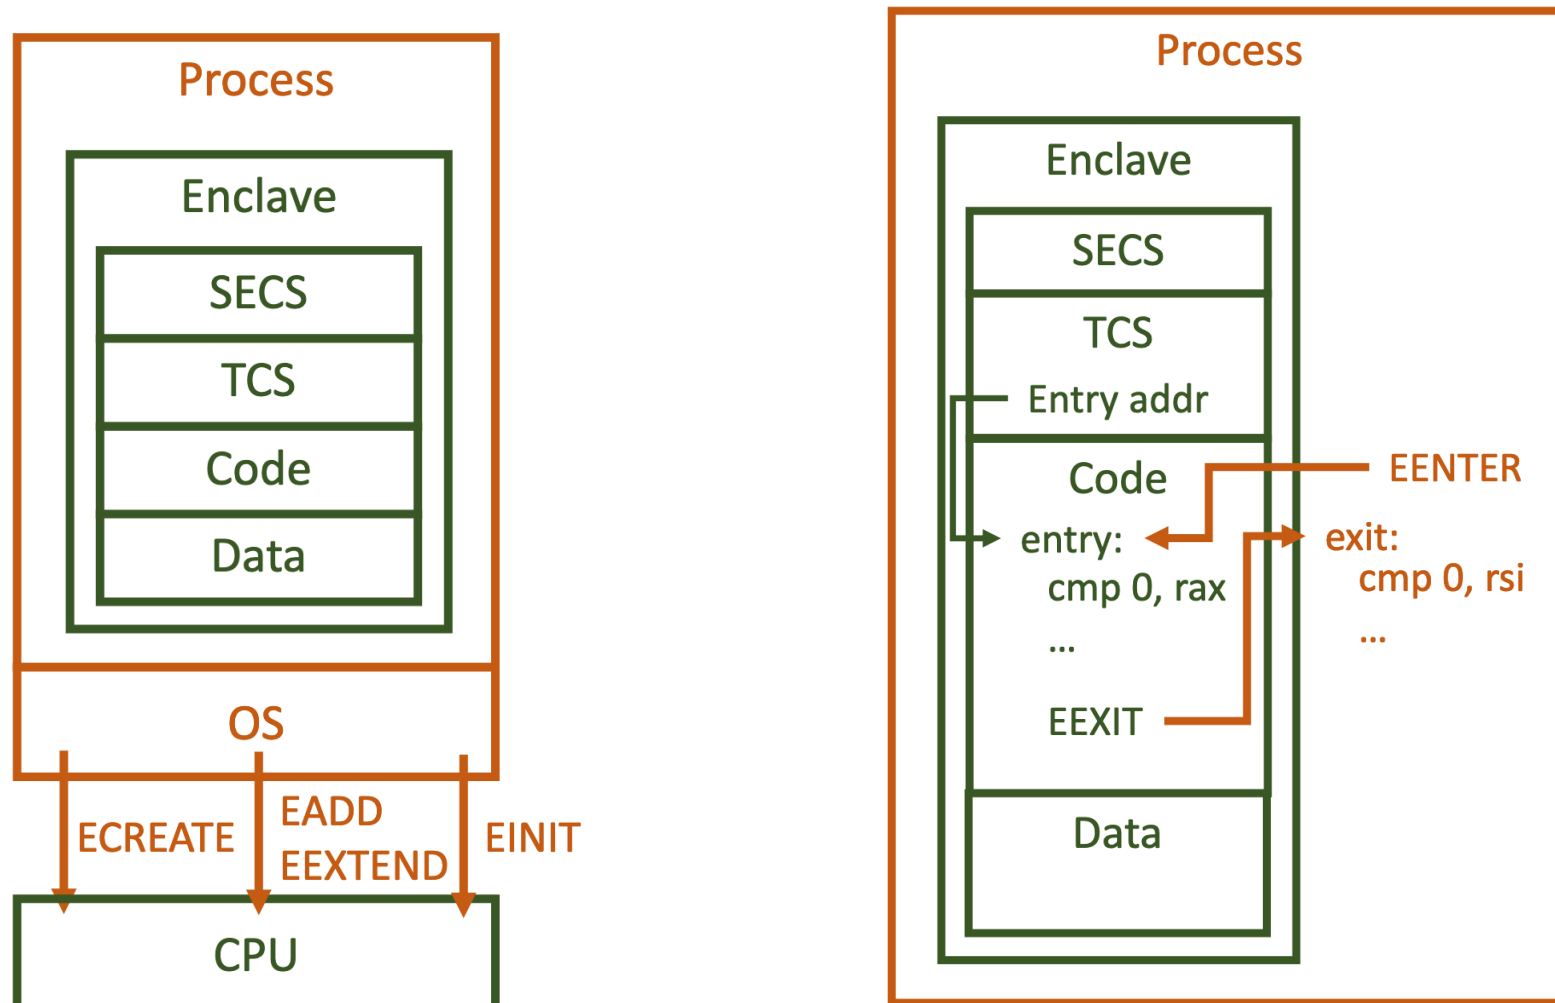 Process
Enclave
SECS
TCS
Code
Data
OS
ECREATE
EADD
EEXTEND
EINIT
CPU
Process
Enclave
SECS
TCS
Entry addr
Code
EENTER
entry:
cmp 0, rax
...
EEXIT
exit:
cmp 0, rsi
...
Data